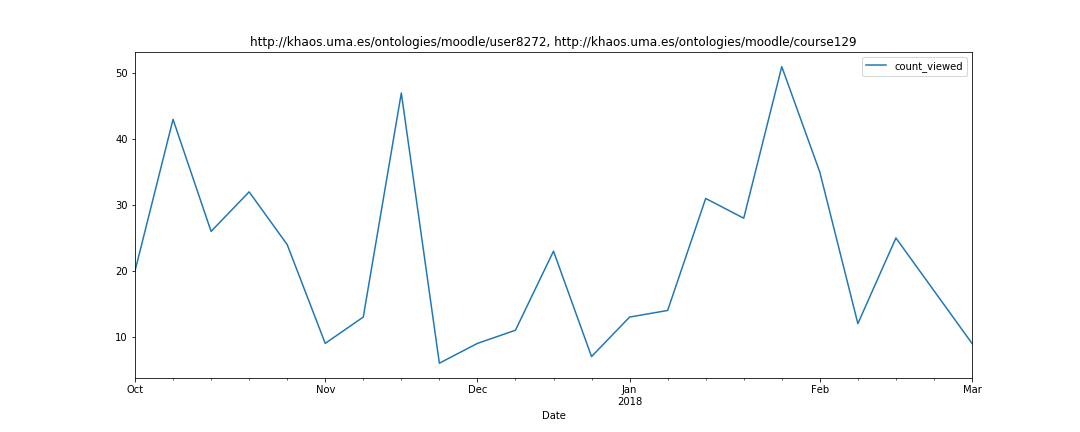 http://khaos.uma.es/ontologies/moodle/user8272, http://khaos.uma.es/ontologies/moodle/course129
count_viewed
50
40
30
20
10
Oct Nov Dec Jan Feb Mar
2018
Date